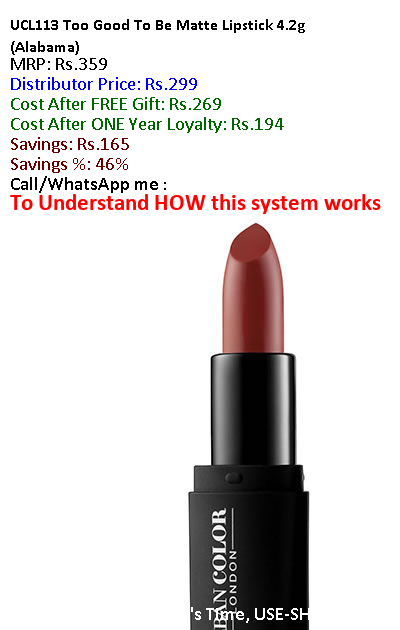 UCL113 Too Good To Be Matte Lipstick 4.2g
(Alabama)
MRP: Rs.359
Distributor Price: Rs.299
Cost After FREE Gift: Rs.269
Cost After ONE Year Loyalty: Rs.194
Savings: Rs.165
Savings %: 46%
Call/WhatsApp me :
To Understand HOW this system works
BAN COLOR
LONDON
's Time, USE-SH